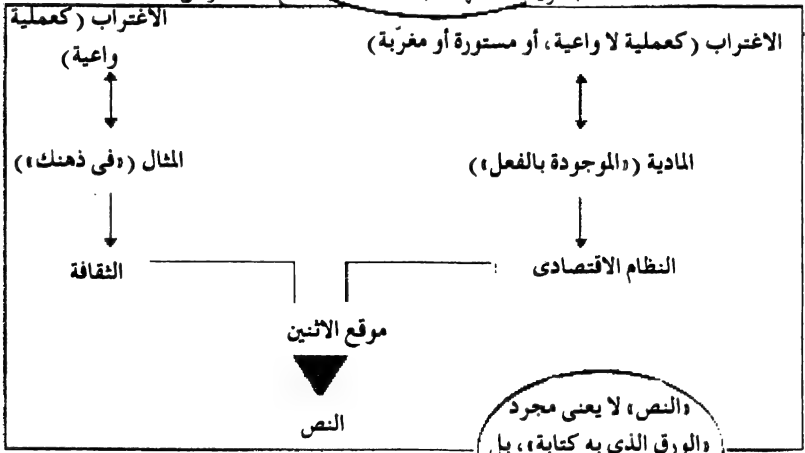 الاغتراب (كعملية لا واعية، أو مستورة أو مغرّبة)
الاغتراب (كعملية
واعية)
المادية («الموجودة بالفعل»)
المثال («فى ذهنك»)
النظام الاقتصادى
الثقافة
موقع الاثنين
النص
«النص» لا يعنى مجرد
«الورق الذي به كتابة»، بل